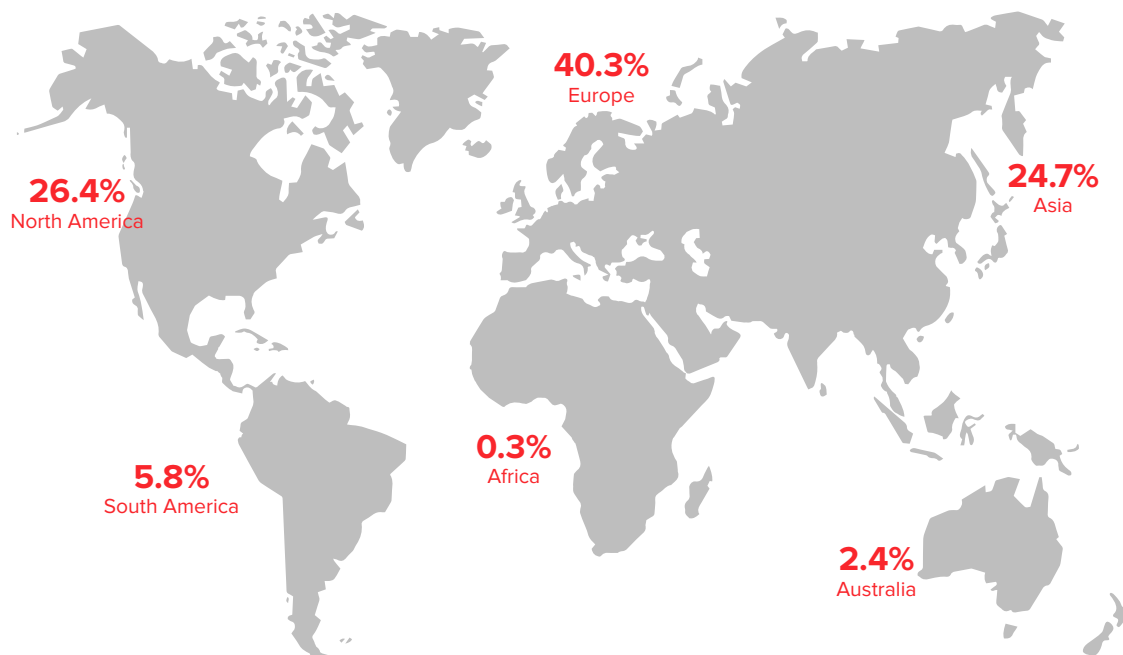 40.3%
Europe
26.4%
North America
24.7%
Asia
0.3%
Africa
5.8%
South America
2.4%
Australia